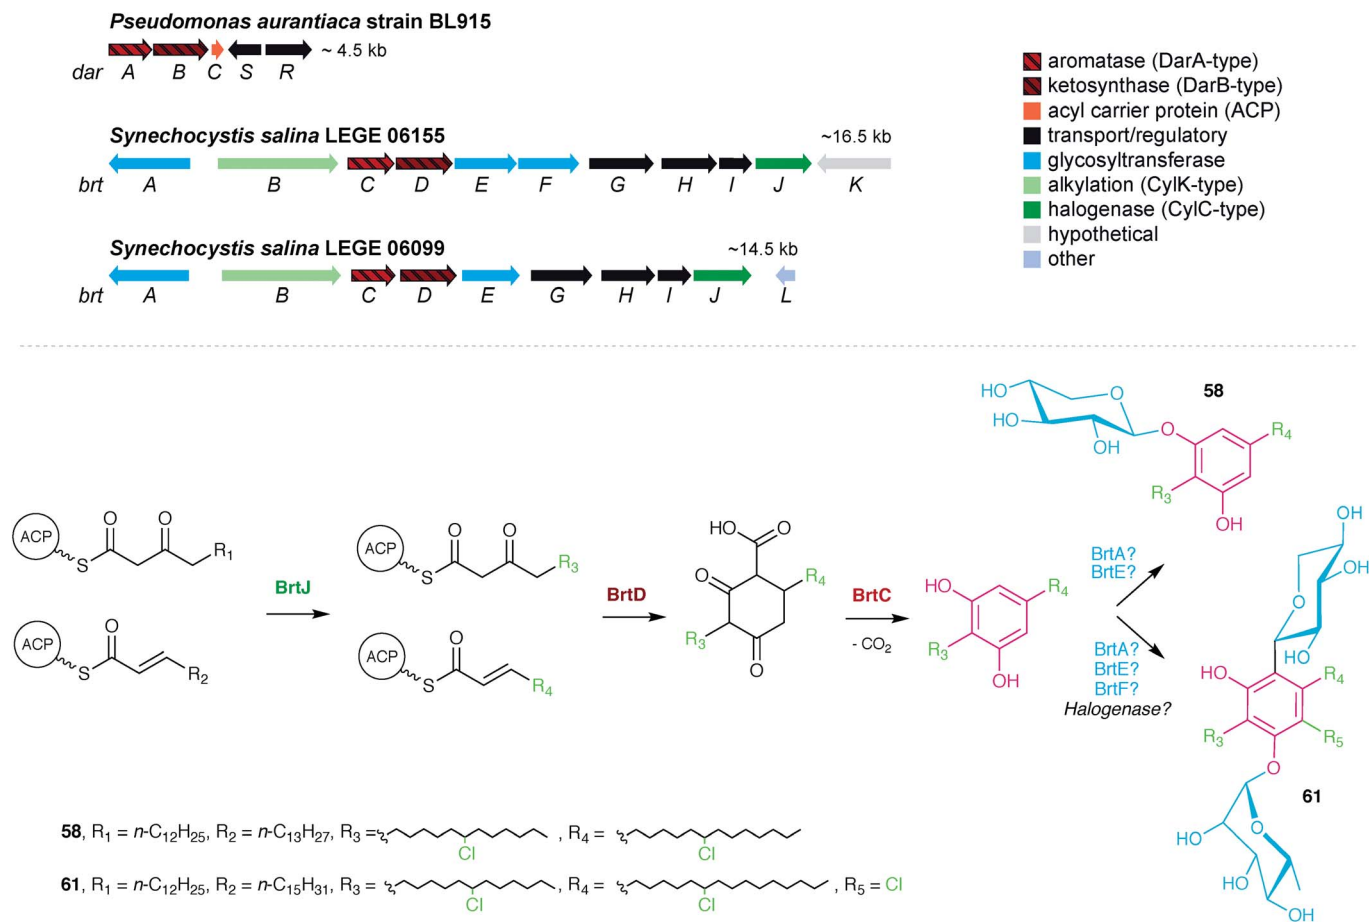 Pseudomonas aurantiaca strain BL915
~ 4.5 kb
dar A B C S R
aromatase (DarA-type)
ketosynthase (DarB-type)
acyl carrier protein (ACP)
transport/regulatory
glycosyltransferase
alkylation (CylK-type)
halogenase (CylC-type)
hypothetical
other
Synechocystis salina LEGE 06155
~16.5 kb
brt A B C D E F G H I J K
Synechocystis salina LEGE 06099
~14.5 kb
brt A B C D E G H I J L
ACP S O O R1
ACP S O R2
BrtJ
ACP S O O R3
ACP S O R4
BrtD
HO O
O R4
R3
O
BrtC
- CO2
HO R4
R3
OH
BrtA?
BrtE?
BrtA?
BrtE?
BrtF?
Halogenase?
58
HO O
HO O R4
OH
R3
OH
OH
OH
O
HO
HO R4
R3 R5
O
61
HO O
HO
OH
58, R1 = n-C12H25, R2 = n-C13H27, R3 = Cl , R4 = Cl
61, R1 = n-C12H25, R2 = n-C15H31, R3 = Cl , R4 = Cl , R5 = Cl